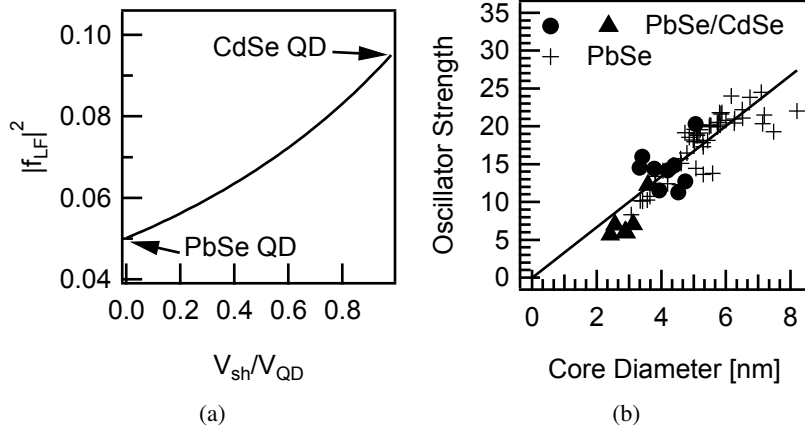 (a)
0.10
0.08
0.06
0.04
|f_LF|^2
CdSe QD
PbSe QD
0.0 0.2 0.4 0.6 0.8
V_sh/V_QD
(a)
(b)
35
30
25
20
15
10
5
0
Oscillator Strength
PbSe/CdSe
PbSe
0 2 4 6 8
Core Diameter [nm]
(b)